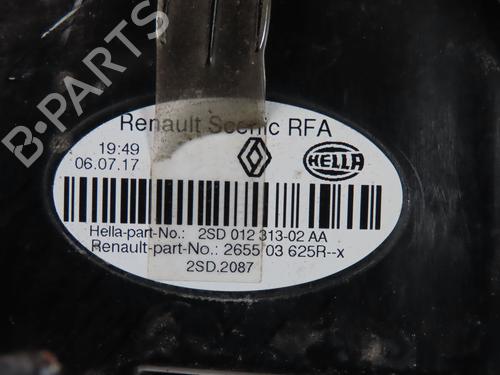 B-PARTS
Renault Scenic RFA
19:49
06.07.17
HELLA
Hella-part-No.: 2SD 012 313-02 AA
Renault-part-No.: 2655 03 625R--x
2SD.2087